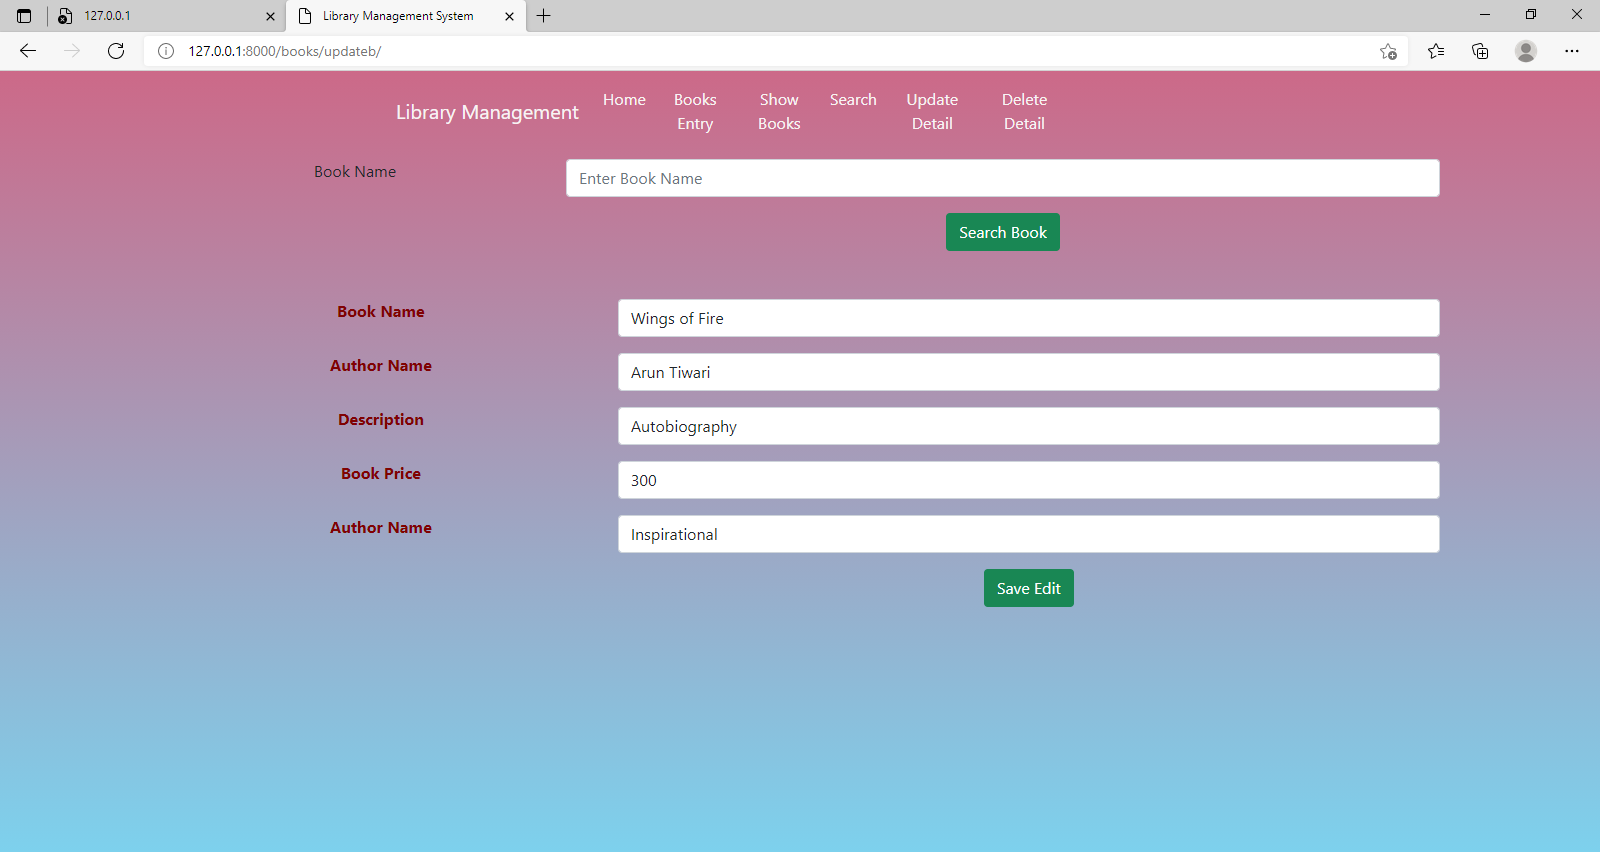 127.0.0.1
Library Management System
127.0.0.1:8000/books/updateb/
Library Management
Home
Books
Entry
Show
Books
Search
Update
Detail
Delete
Detail
Book Name
Enter Book Name
Search Book
Book Name
Wings of Fire
Author Name
Arun Tiwari
Description
Autobiography
Book Price
300
Author Name
Inspirational
Save Edit